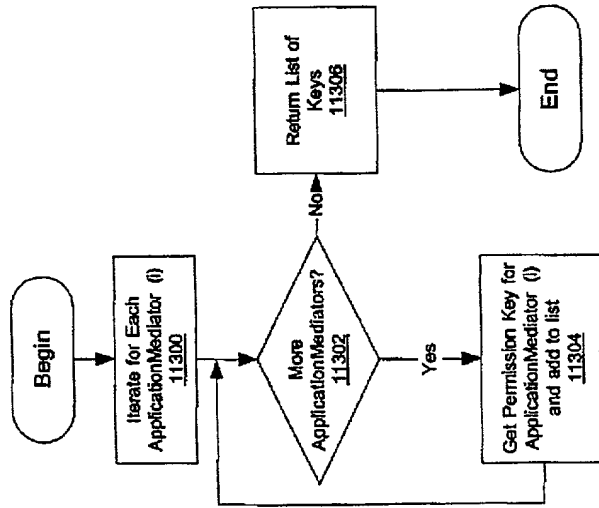 Begin
Iterate for Each
ApplicationMediator (i)
11300
More
ApplicationMediators?
11302
No
Return List of
Keys
11306
End
Yes
Get Permission Key for
ApplicationMediator (i)
and add to list
11304